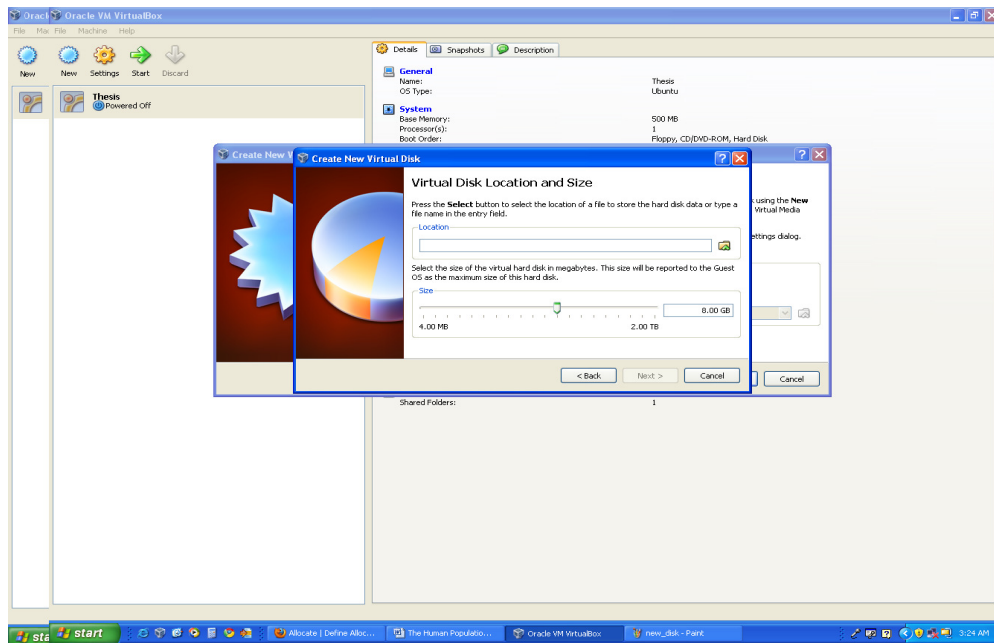 Oracl
Oracle VM VirtualBox
File
Mac
File
Machine
Help
New
New
Settings
Start
Discard
Thesis
Powered Off
Details
Snapshots
Description
General
Name:
Thesis
OS Type:
Ubuntu
System
Base Memory:
500 MB
Processor(s):
1
Boot Order:
Floppy, CD/DVD-ROM, Hard Disk
Create New V
Create New Virtual Disk
Virtual Disk Location and Size
Press the Select button to select the location of a file to store the hard disk data or type a
file name in the entry field.
Location
Select the size of the virtual hard disk in megabytes. This size will be reported to the Guest
OS as the maximum size of this hard disk.
Size
8.00 GB
4.00 MB
2.00 TB
< Back
Next >
Cancel
using the New
Virtual Media
ettings dialog.
Cancel
Shared Folders:
1
sta
start
Allocate | Define Alloc...
The Human Populatio...
Oracle VM VirtualBox
new_disk - Paint
3:24 AM